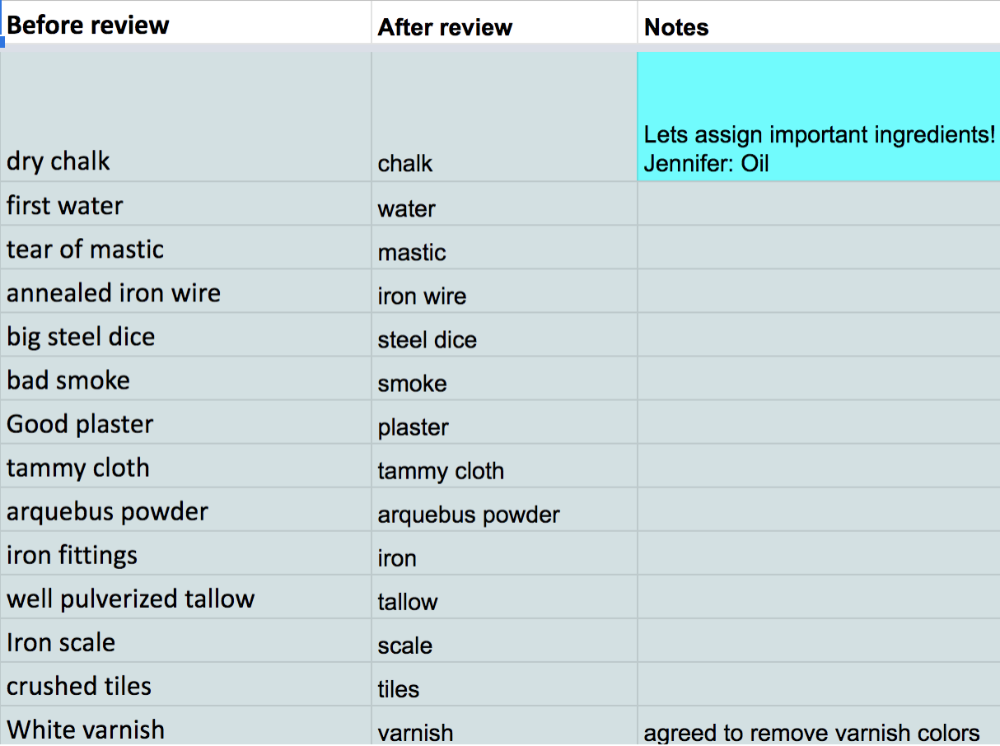 Before review After review Notes
Lets assign important ingredients!
dry chalk chalk Jennifer: Oil
first water water
tear of mastic mastic
annealed iron wire iron wire
big steel dice steel dice
bad smoke smoke
Good plaster plaster
tammy cloth tammy cloth
arquebus powder arquebus powder
iron fittings iron
well pulverized tallow tallow
Iron scale scale
crushed tiles tiles
White varnish varnish agreed to remove varnish colors